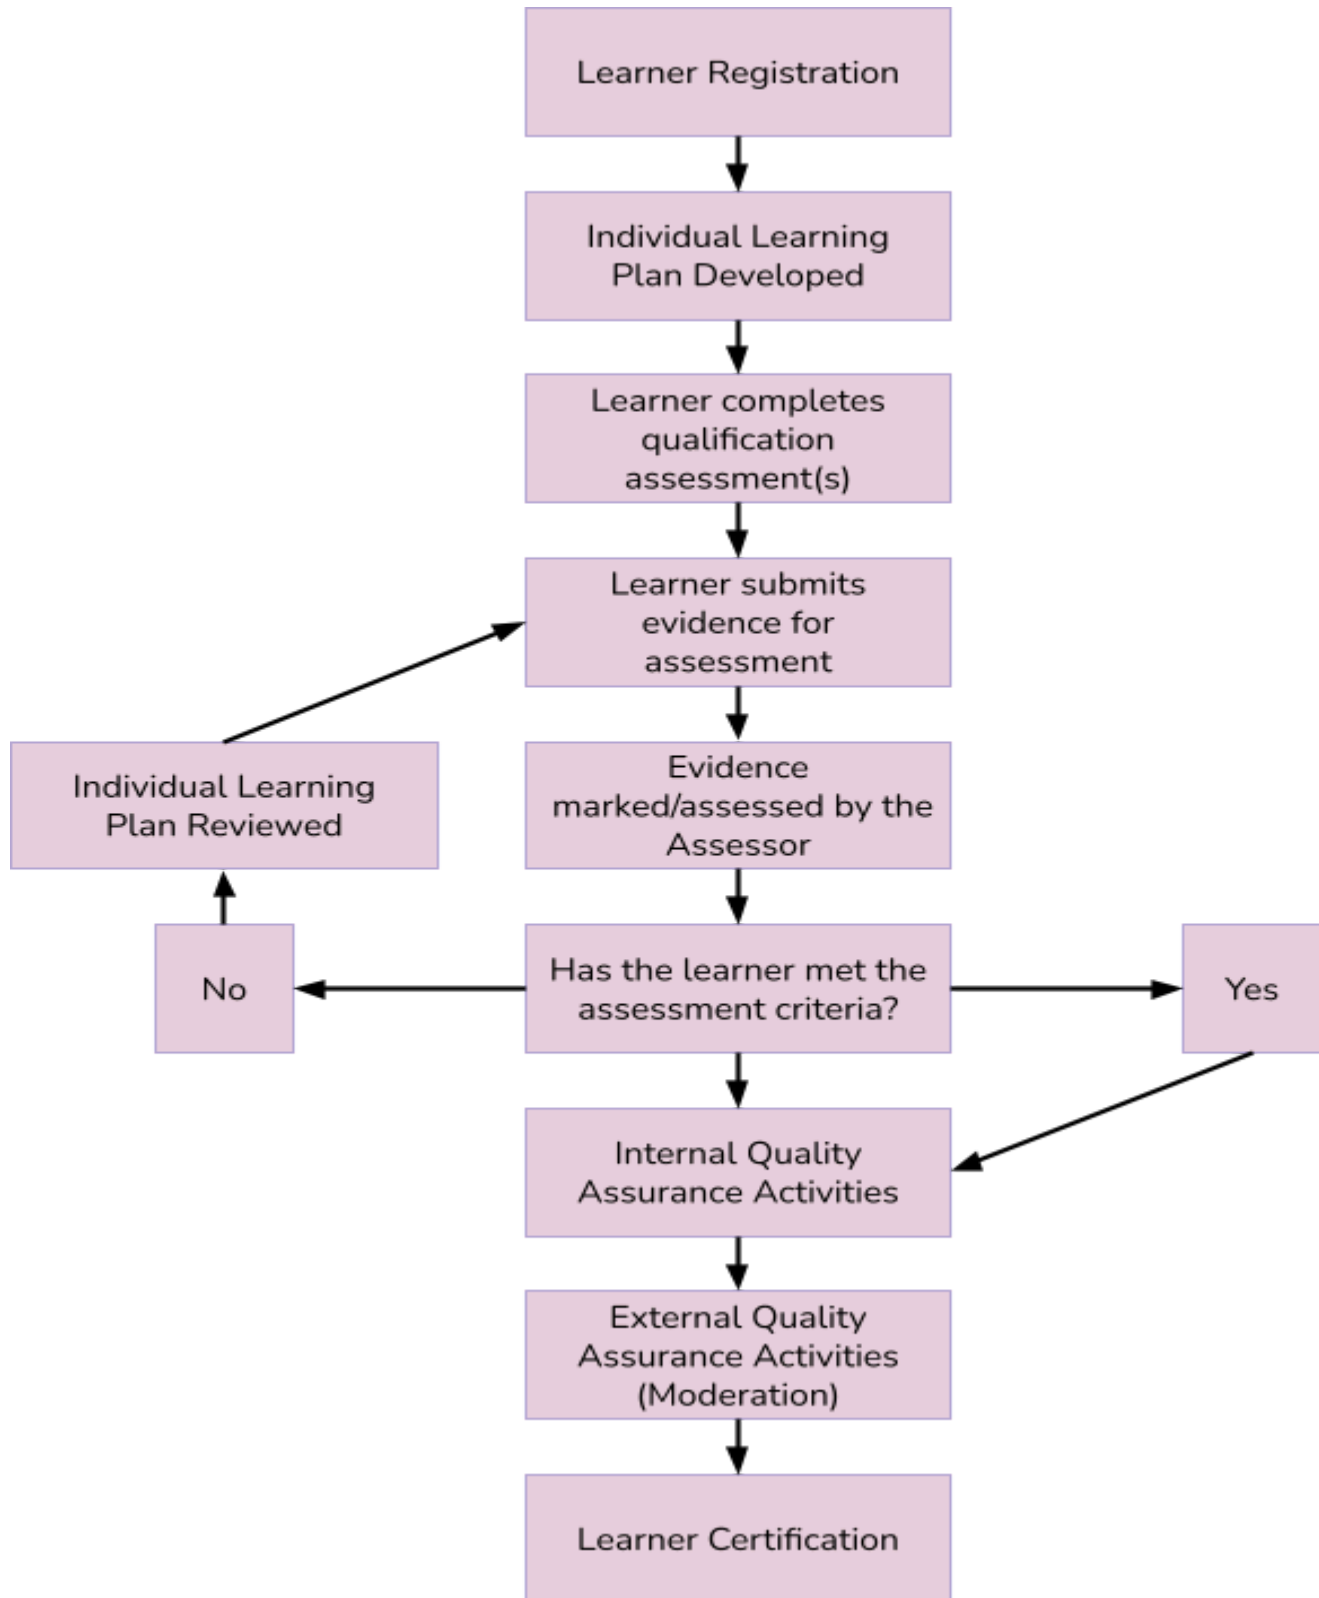 Learner Registration
Individual Learning
Plan Developed
Learner completes
qualification
assessment(s)
Learner submits
evidence for
assessment
Individual Learning
Plan Reviewed
Evidence
marked/assessed by the
Assessor
No
Has the learner met the
assessment criteria?
Yes
Internal Quality
Assurance Activities
External Quality
Assurance Activities
(Moderation)
Learner Certification